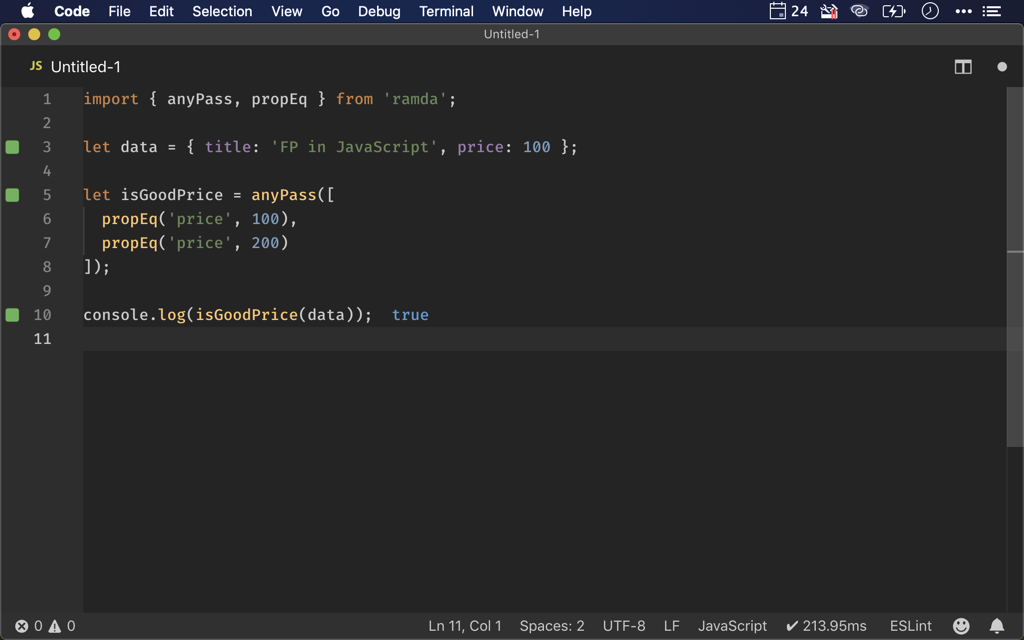 Code File Edit Selection View Go Debug Terminal Window Help 24
Untitled-1
JS Untitled-1
1 import { anyPass, propEq } from 'ramda';
2
3 let data = { title: 'FP in JavaScript', price: 100 };
4
5 let isGoodPrice = anyPass([
6 propEq('price', 100),
7 propEq('price', 200)
8 ]);
9
10 console.log(isGoodPrice(data)); true
11
0 0 Ln 11, Col 1 Spaces: 2 UTF-8 LF JavaScript ✔ 213.95ms ESLint